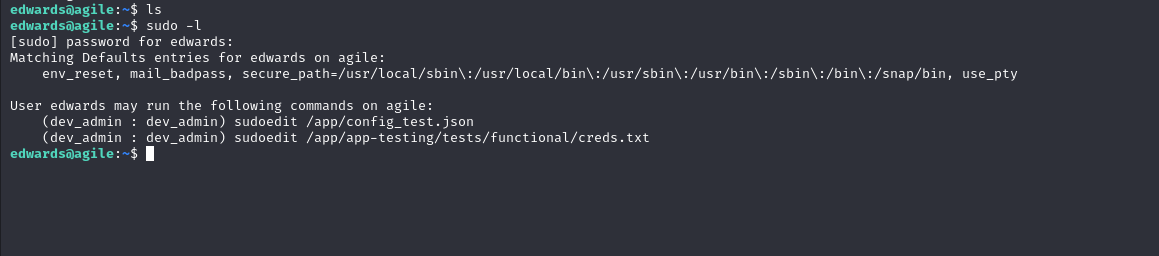 edwards@agile:~$ ls
edwards@agile:~$ sudo -l
[sudo] password for edwards:
Matching Defaults entries for edwards on agile:
    env_reset, mail_badpass, secure_path=/usr/local/sbin\:/usr/local/bin\:/usr/sbin\:/usr/bin\:/sbin\:/bin\:/snap/bin, use_pty

User edwards may run the following commands on agile:
    (dev_admin : dev_admin) sudoedit /app/config_test.json
    (dev_admin : dev_admin) sudoedit /app/app-testing/tests/functional/creds.txt
edwards@agile:~$